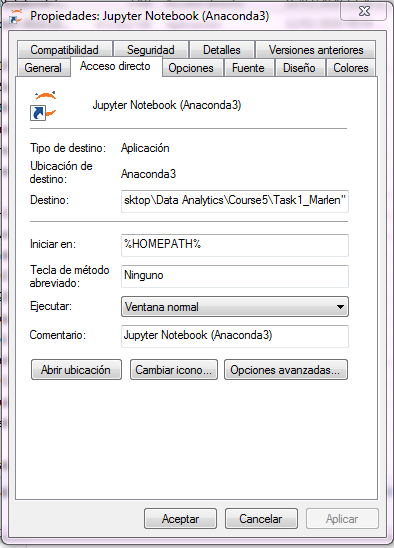 Propiedades: Jupyter Notebook (Anaconda3)
Compatibilidad Seguridad Detalles Versiones anteriores
General Acceso directo Opciones Fuente Diseño Colores
Jupyter Notebook (Anaconda3)
Tipo de destino: Aplicación
Ubicación de destino: Anaconda3
Destino: sktop\Data Analytics\Course5\Task1_Marlen"
Iniciar en: %HOMEPATH%
Tecla de método abreviado: Ninguno
Ejecutar: Ventana normal
Comentario: Jupyter Notebook (Anaconda3)
Abrir ubicación Cambiar icono... Opciones avanzadas...
Aceptar Cancelar Aplicar